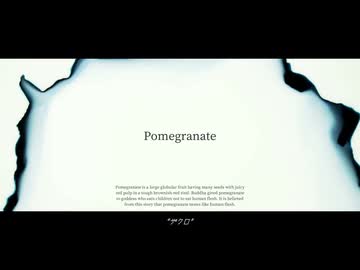 Pomegranate
Pomegranate is a large globular fruit having many seeds with juicy
red pulp in a tough brownish red rind. Buddha gived pomegranate
to goddess who eats children not to eat human flesh. It is believed
from this story that pomegranate tastes like human flesh.
“ザクロ”